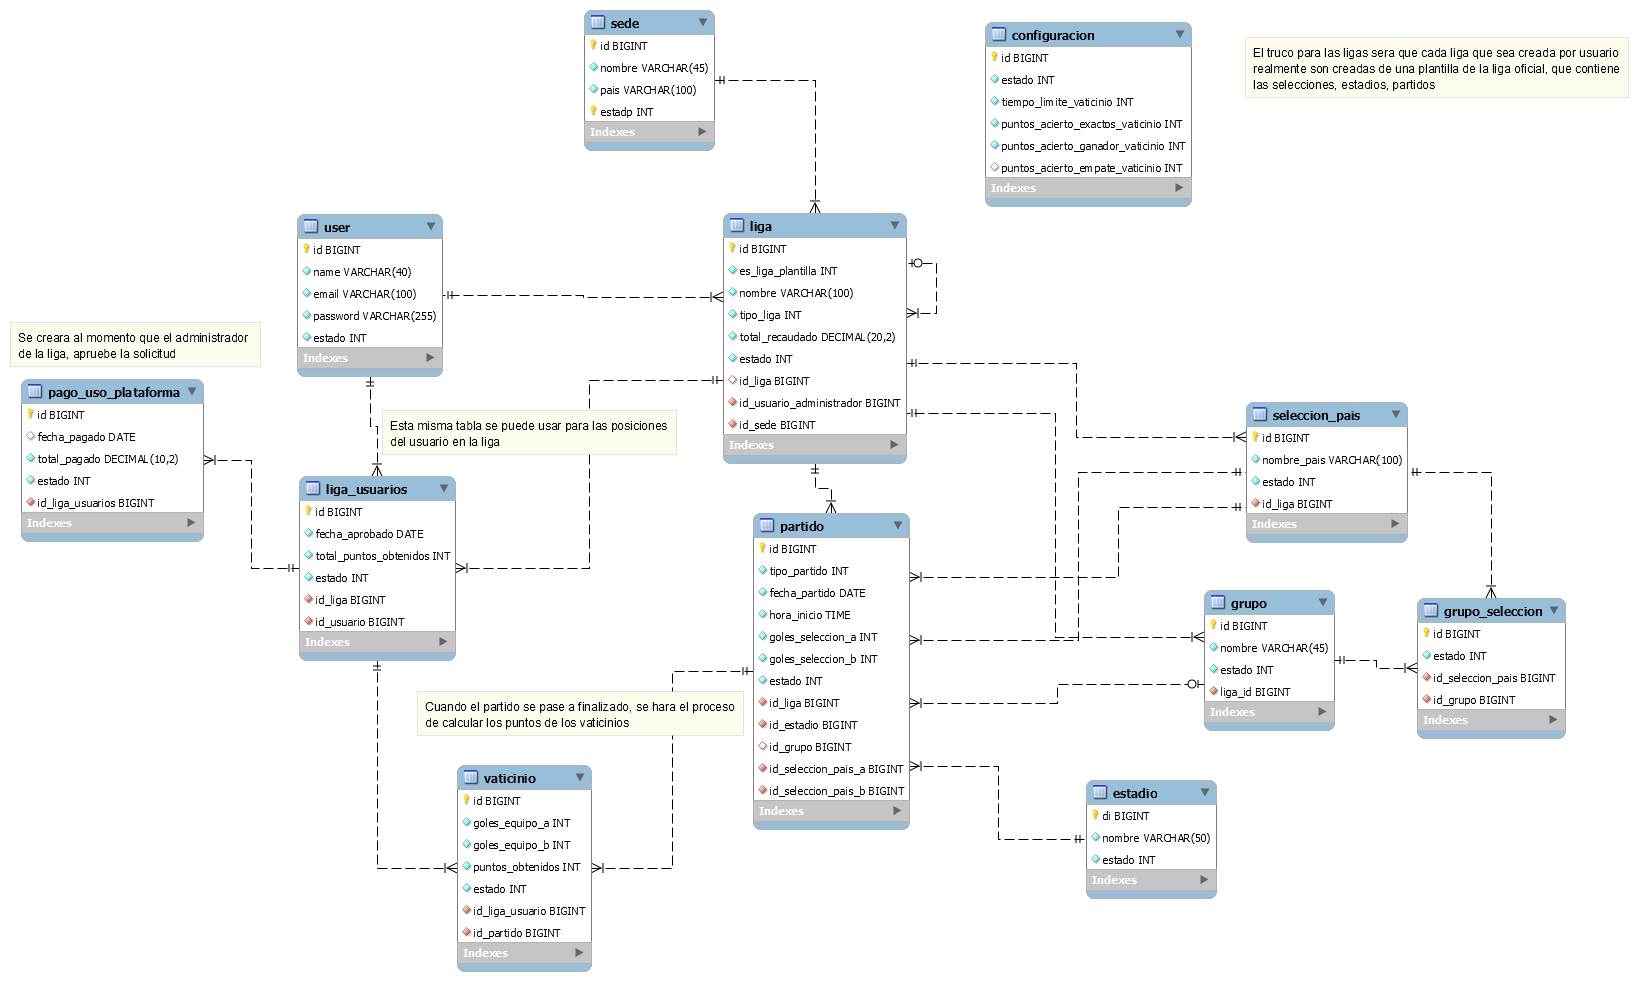 sede
id BIGINT
nombre VARCHAR(45)
pais VARCHAR(100)
estadp INT
Indexes
configuracion
id BIGINT
estado INT
tiempo_limite_vaticinio INT
puntos_acierto_exactos_vaticinio INT
puntos_acierto_ganador_vaticinio INT
puntos_acierto_empate_vaticinio INT
Indexes
El truco para las ligas sera que cada liga que sea creada por usuario
realmente son creadas de una plantilla de la liga oficial, que contiene
las selecciones, estadios, partidos
user
id BIGINT
name VARCHAR(40)
email VARCHAR(100)
password VARCHAR(255)
estado INT
Indexes
liga
id BIGINT
es_liga_plantilla INT
nombre VARCHAR(100)
tipo_liga INT
total_recaudado DECIMAL(20,2)
estado INT
id_liga BIGINT
id_usuario_administrador BIGINT
id_sede BIGINT
Indexes
Se creara al momento que el administrador
de la liga, apruebe la solicitud
pago_uso_plataforma
id BIGINT
fecha_pagado DATE
total_pagado DECIMAL(10,2)
estado INT
id_liga_usuarios BIGINT
Indexes
Esta misma tabla se puede usar para las posiciones
del usuario en la liga
liga_usuarios
id BIGINT
fecha_aprobado DATE
total_puntos_obtenidos INT
estado INT
id_liga BIGINT
id_usuario BIGINT
Indexes
seleccion_pais
id BIGINT
nombre_pais VARCHAR(100)
estado INT
id_liga BIGINT
Indexes
partido
id BIGINT
tipo_partido INT
fecha_partido DATE
hora_inicio TIME
goles_seleccion_a INT
goles_seleccion_b INT
estado INT
id_liga BIGINT
id_estadio BIGINT
id_grupo BIGINT
id_seleccion_pais_a BIGINT
id_seleccion_pais_b BIGINT
Indexes
grupo
id BIGINT
nombre VARCHAR(45)
estado INT
liga_id BIGINT
Indexes
grupo_seleccion
id BIGINT
estado INT
id_seleccion_pais BIGINT
id_grupo BIGINT
Indexes
Cuando el partido se pase a finalizado, se hara el proceso
de calcular los puntos de los vaticinios
vaticinio
id BIGINT
goles_equipo_a INT
goles_equipo_b INT
puntos_obtenidos INT
estado INT
id_liga_usuario BIGINT
id_partido BIGINT
Indexes
estadio
di BIGINT
nombre VARCHAR(50)
estado INT
Indexes